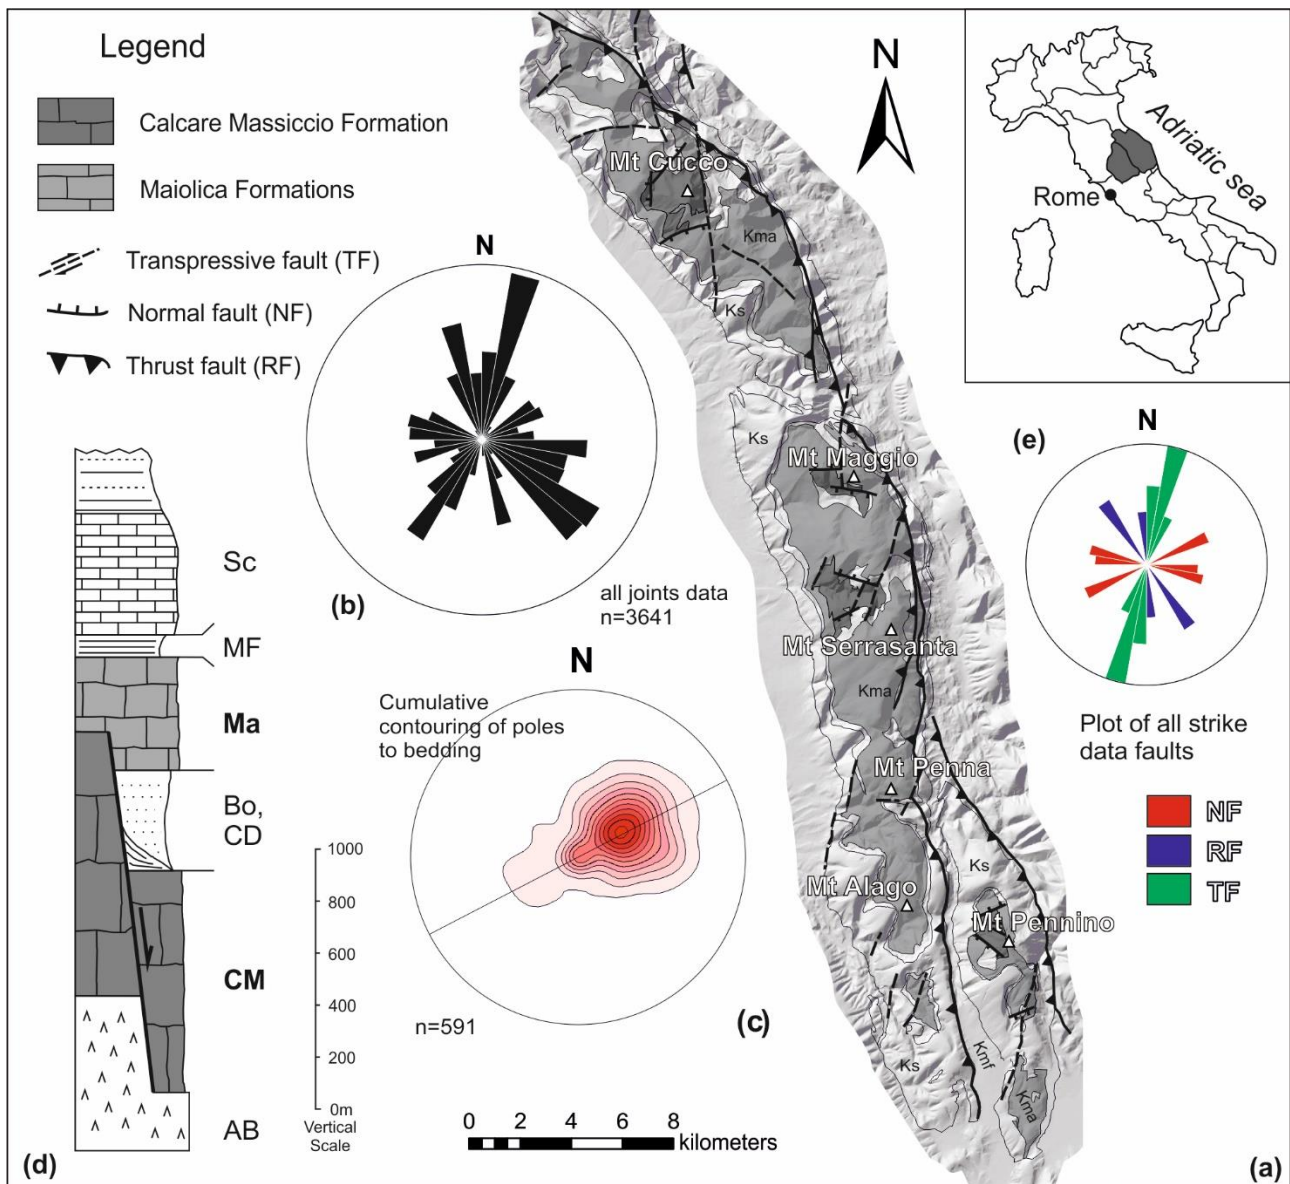 Legend
Calcare Massiccio Formation
Maiolica Formations
Transpressive fault (TF)
Normal fault (NF)
Thrust fault (RF)
N
(b)
all joints data
n=3641
N
Cumulative
contouring of poles
to bedding
n=591
(c)
Sc
MF
Ma
Bo,
CD
CM
AB
1000
800
600
400
200
0m
Vertical
Scale
(d)
0 2 4 6 8
kilometers
N
Mt Cucco
Kma
Ks
Ks
Mt Maggio
Mt Serrasanta
Kma
Mt Penna
Ks
Mt Alago
Mt Pennino
Ks
Kmf
Kma
(a)
Adriatic sea
Rome
(e)
N
Plot of all strike
data faults
NF
RF
TF